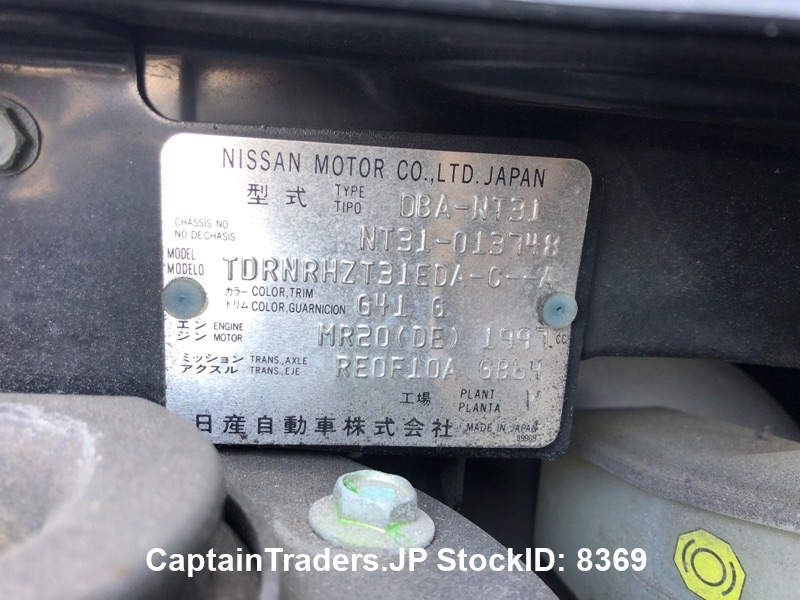 NISSAN MOTOR CO.,LTD. JAPAN
型式 TYPE TIPO DBA-NT31
CHASSIS NO
NO DE CHASIS NT31-013748
MODEL
MODELO TDRNRHZT31EDA-C--A
カラー COLOR, TRIM
トリム COLOR, GUARNICION G41 G
エン ENGINE
ジン MOTOR MR20(DE) 1997 CC
ミッション TRANS., AXLE
アクスル TRANS., EJE RE0F10A GB64
工場 PLANT
PLANTA
日産自動車株式会社 MADE IN JAPAN
CaptainTraders.JP StockID: 8369